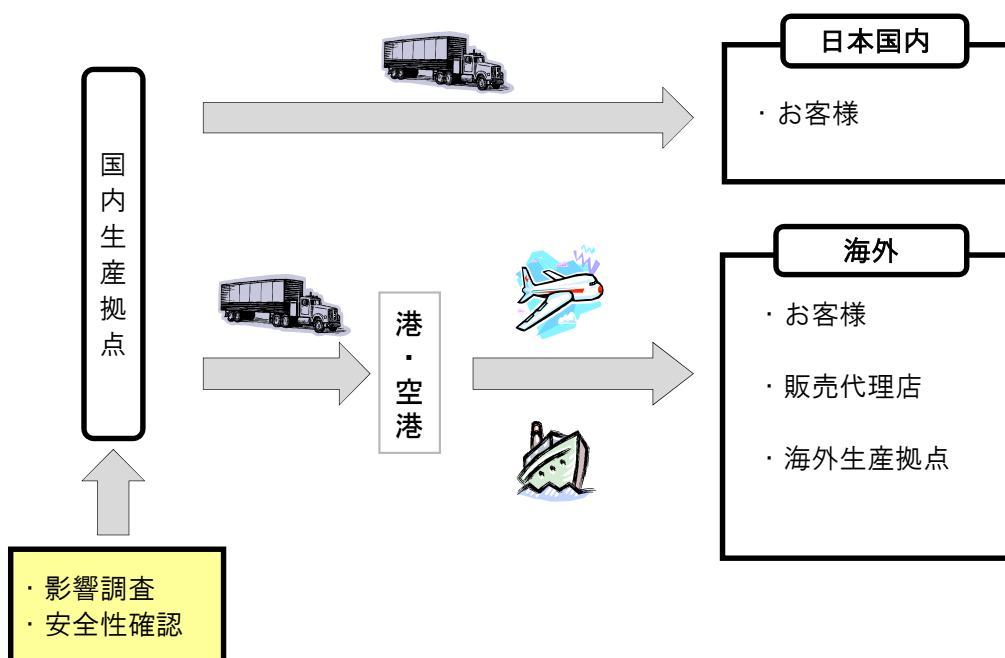 日本国内
・お客様
国内生産拠点
海外
・お客様
・販売代理店
・海外生産拠点
港・空港
・影響調査
・安全性確認